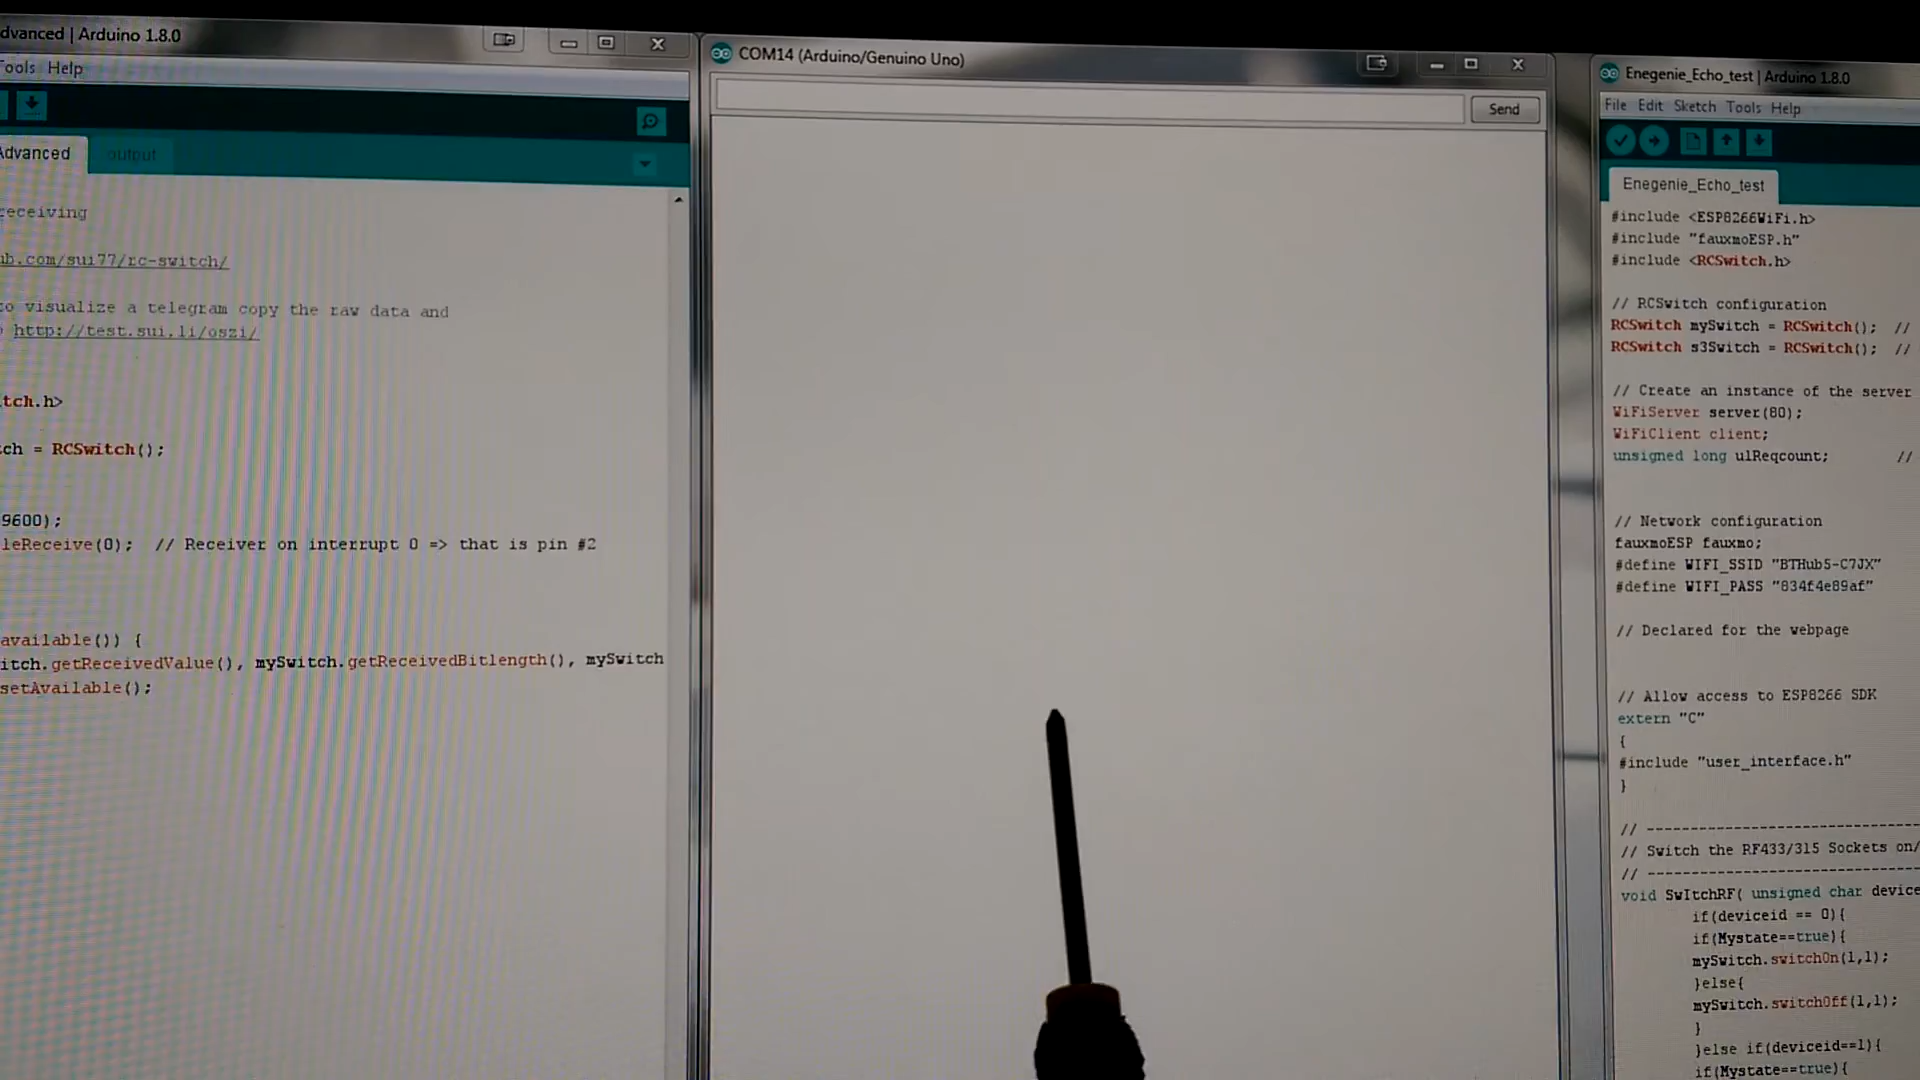 dvanced | Arduino 1.8.0
Tools Help
Advanced
output
receiving
ub.com/sui77/rc-switch/
to visualize a telegram copy the raw data and
http://test.sui.li/oszi/
tch.h>
ch = RCSwitch();
9600);
leReceive(0); // Receiver on interrupt 0 => that is pin #2
available()) {
itch.getReceivedValue(), mySwitch.getReceivedBitlength(), mySwitch
setAvailable();
COM14 (Arduino/Genuino Uno)
Send
Enegenie_Echo_test | Arduino 1.8.0
File Edit Sketch Tools Help
Enegenie_Echo_test
#include <ESP8266WiFi.h>
#include "fauxmoESP.h"
#include <RCSwitch.h>
// RCSwitch configuration
RCSwitch mySwitch = RCSwitch(); //
RCSwitch s3Switch = RCSwitch(); //
// Create an instance of the server
WiFiServer server(80);
WiFiClient client;
unsigned long ulReqcount; //
// Network configuration
fauxmoESP fauxmo;
#define WIFI_SSID "BTHub5-C7JX"
#define WIFI_PASS "834f4e89af"
// Declared for the webpage
// Allow access to ESP8266 SDK
extern "C"
{
#include "user_interface.h"
}
// --------------------------------
// Switch the RF433/315 Sockets on/
// --------------------------------
void SwItchRF( unsigned char device
if(deviceid == 0){
if(Mystate==true){
mySwitch.switchOn(1,1);
}else{
mySwitch.switchOff(1,1);
}
}else if(deviceid==1){
if(Mystate==true){